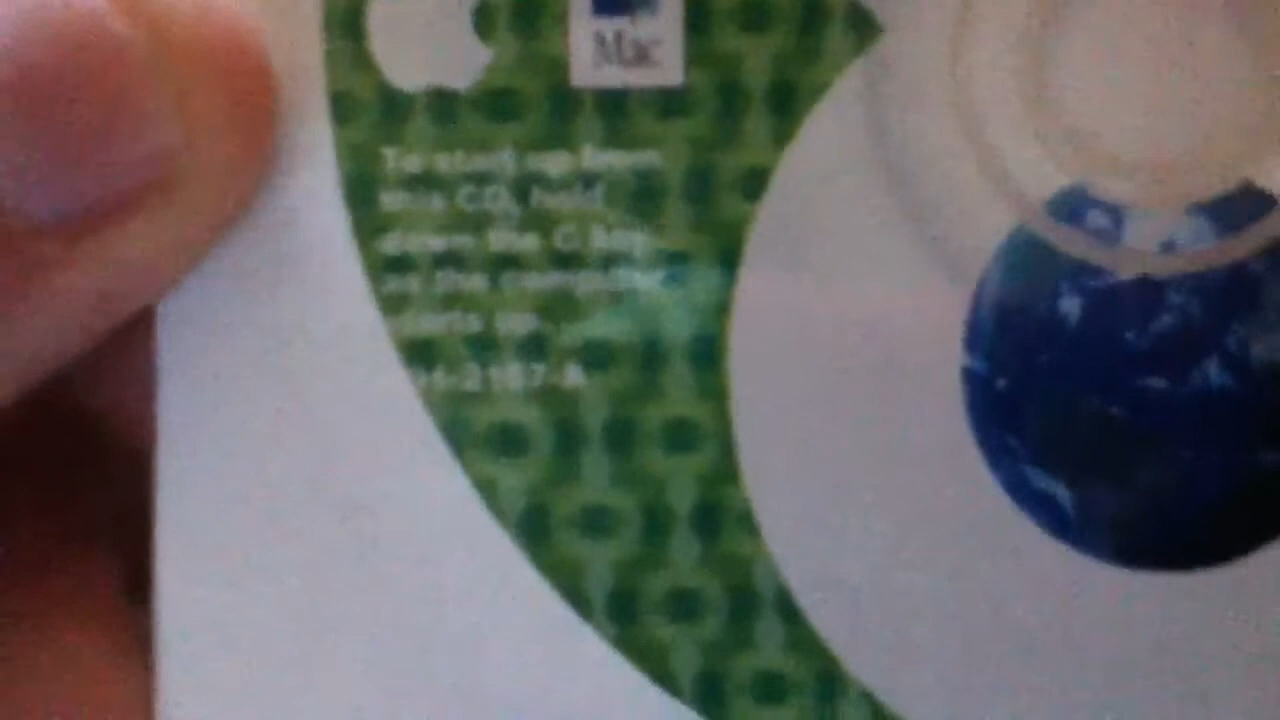 Mac
To start up from
this CD, hold
down the C key
as the computer
starts up.